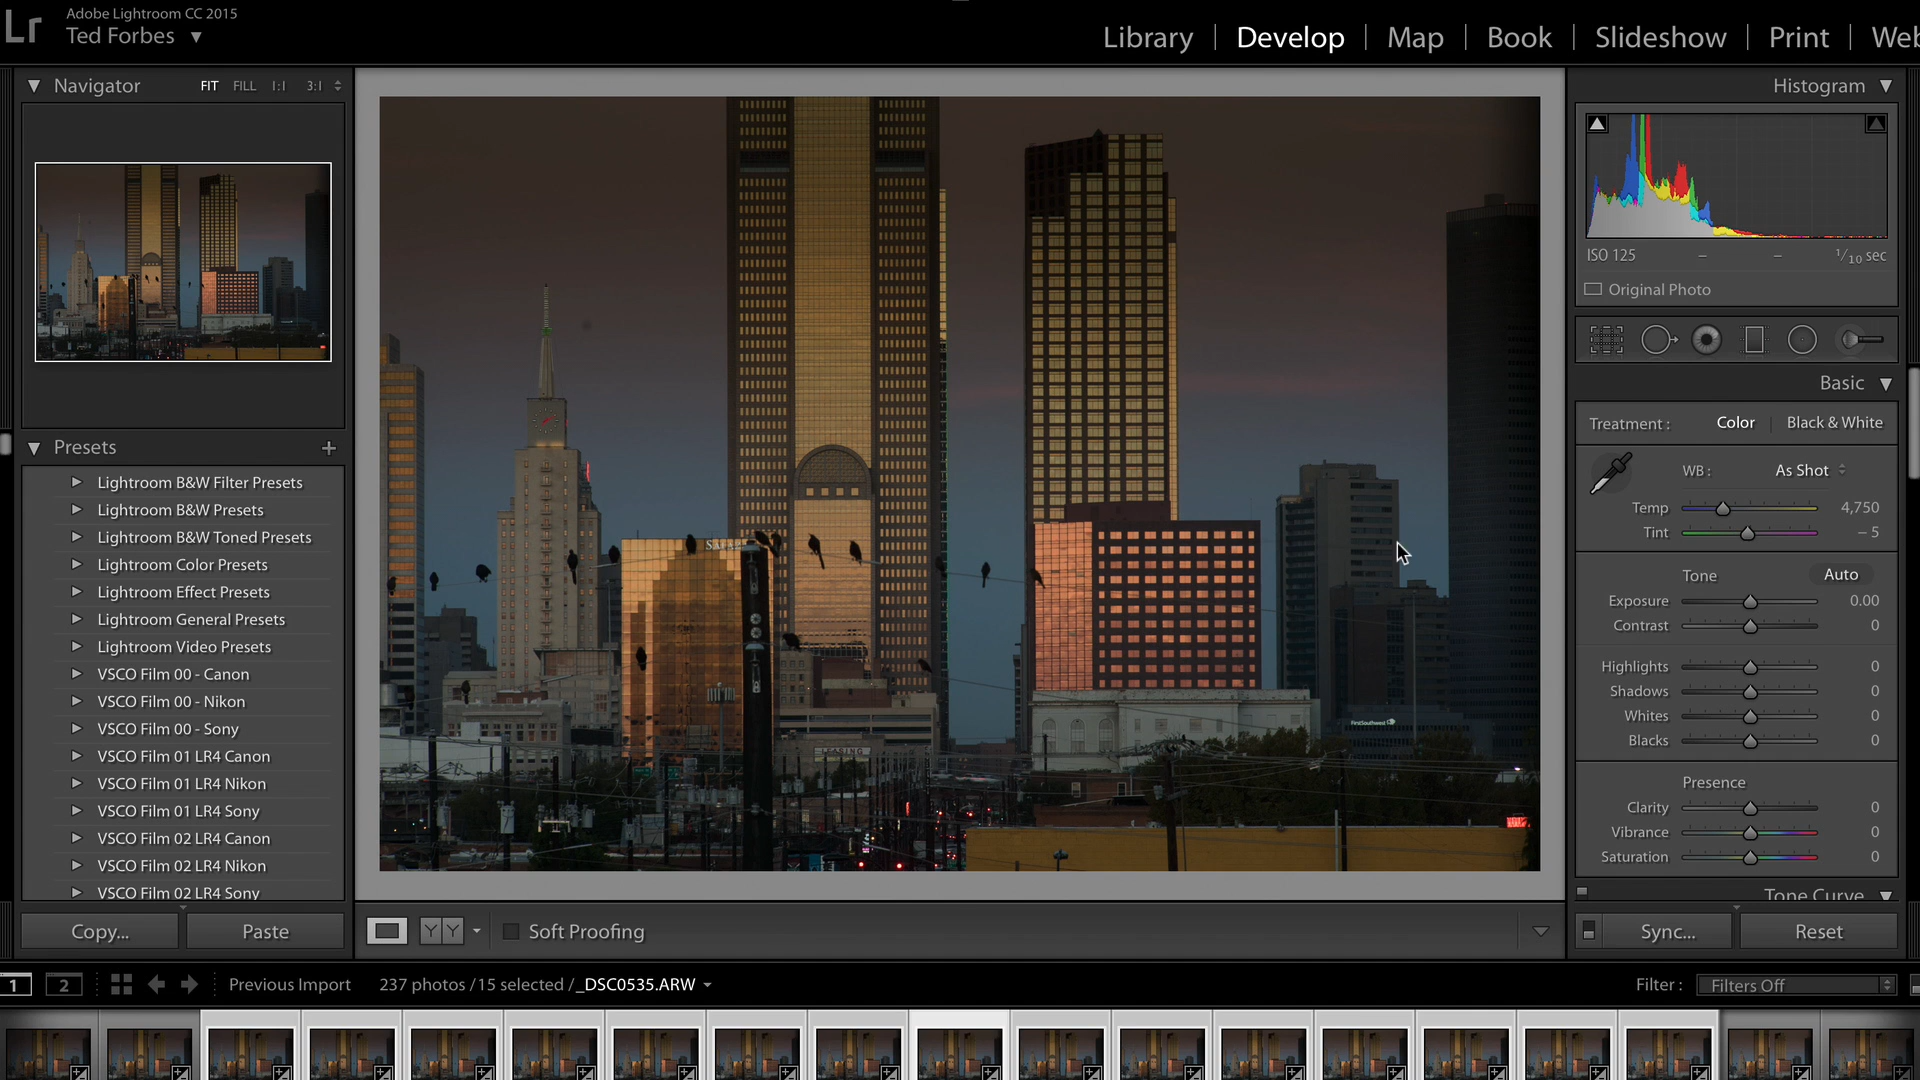 Lr
Adobe Lightroom CC 2015
Ted Forbes
Library | Develop | Map | Book | Slideshow | Print | Web
Navigator FIT FILL 1:1 3:1
Presets +
Lightroom B&W Filter Presets
Lightroom B&W Presets
Lightroom B&W Toned Presets
Lightroom Color Presets
Lightroom Effect Presets
Lightroom General Presets
Lightroom Video Presets
VSCO Film 00 - Canon
VSCO Film 00 - Nikon
VSCO Film 00 - Sony
VSCO Film 01 LR4 Canon
VSCO Film 01 LR4 Nikon
VSCO Film 01 LR4 Sony
VSCO Film 02 LR4 Canon
VSCO Film 02 LR4 Nikon
VSCO Film 02 LR4 Sony
Copy... Paste
FirstSouthwest
YY Soft Proofing
Histogram
ISO 125 – – 1/10 sec
Original Photo
Basic
Treatment : Color | Black & White
WB : As Shot
Temp 4,750
Tint – 5
Tone Auto
Exposure 0.00
Contrast 0
Highlights 0
Shadows 0
Whites 0
Blacks 0
Presence
Clarity 0
Vibrance 0
Saturation 0
Tone Curve
Sync... Reset
1 2 Previous Import 237 photos / 15 selected / _DSC0535.ARW Filter : Filters Off